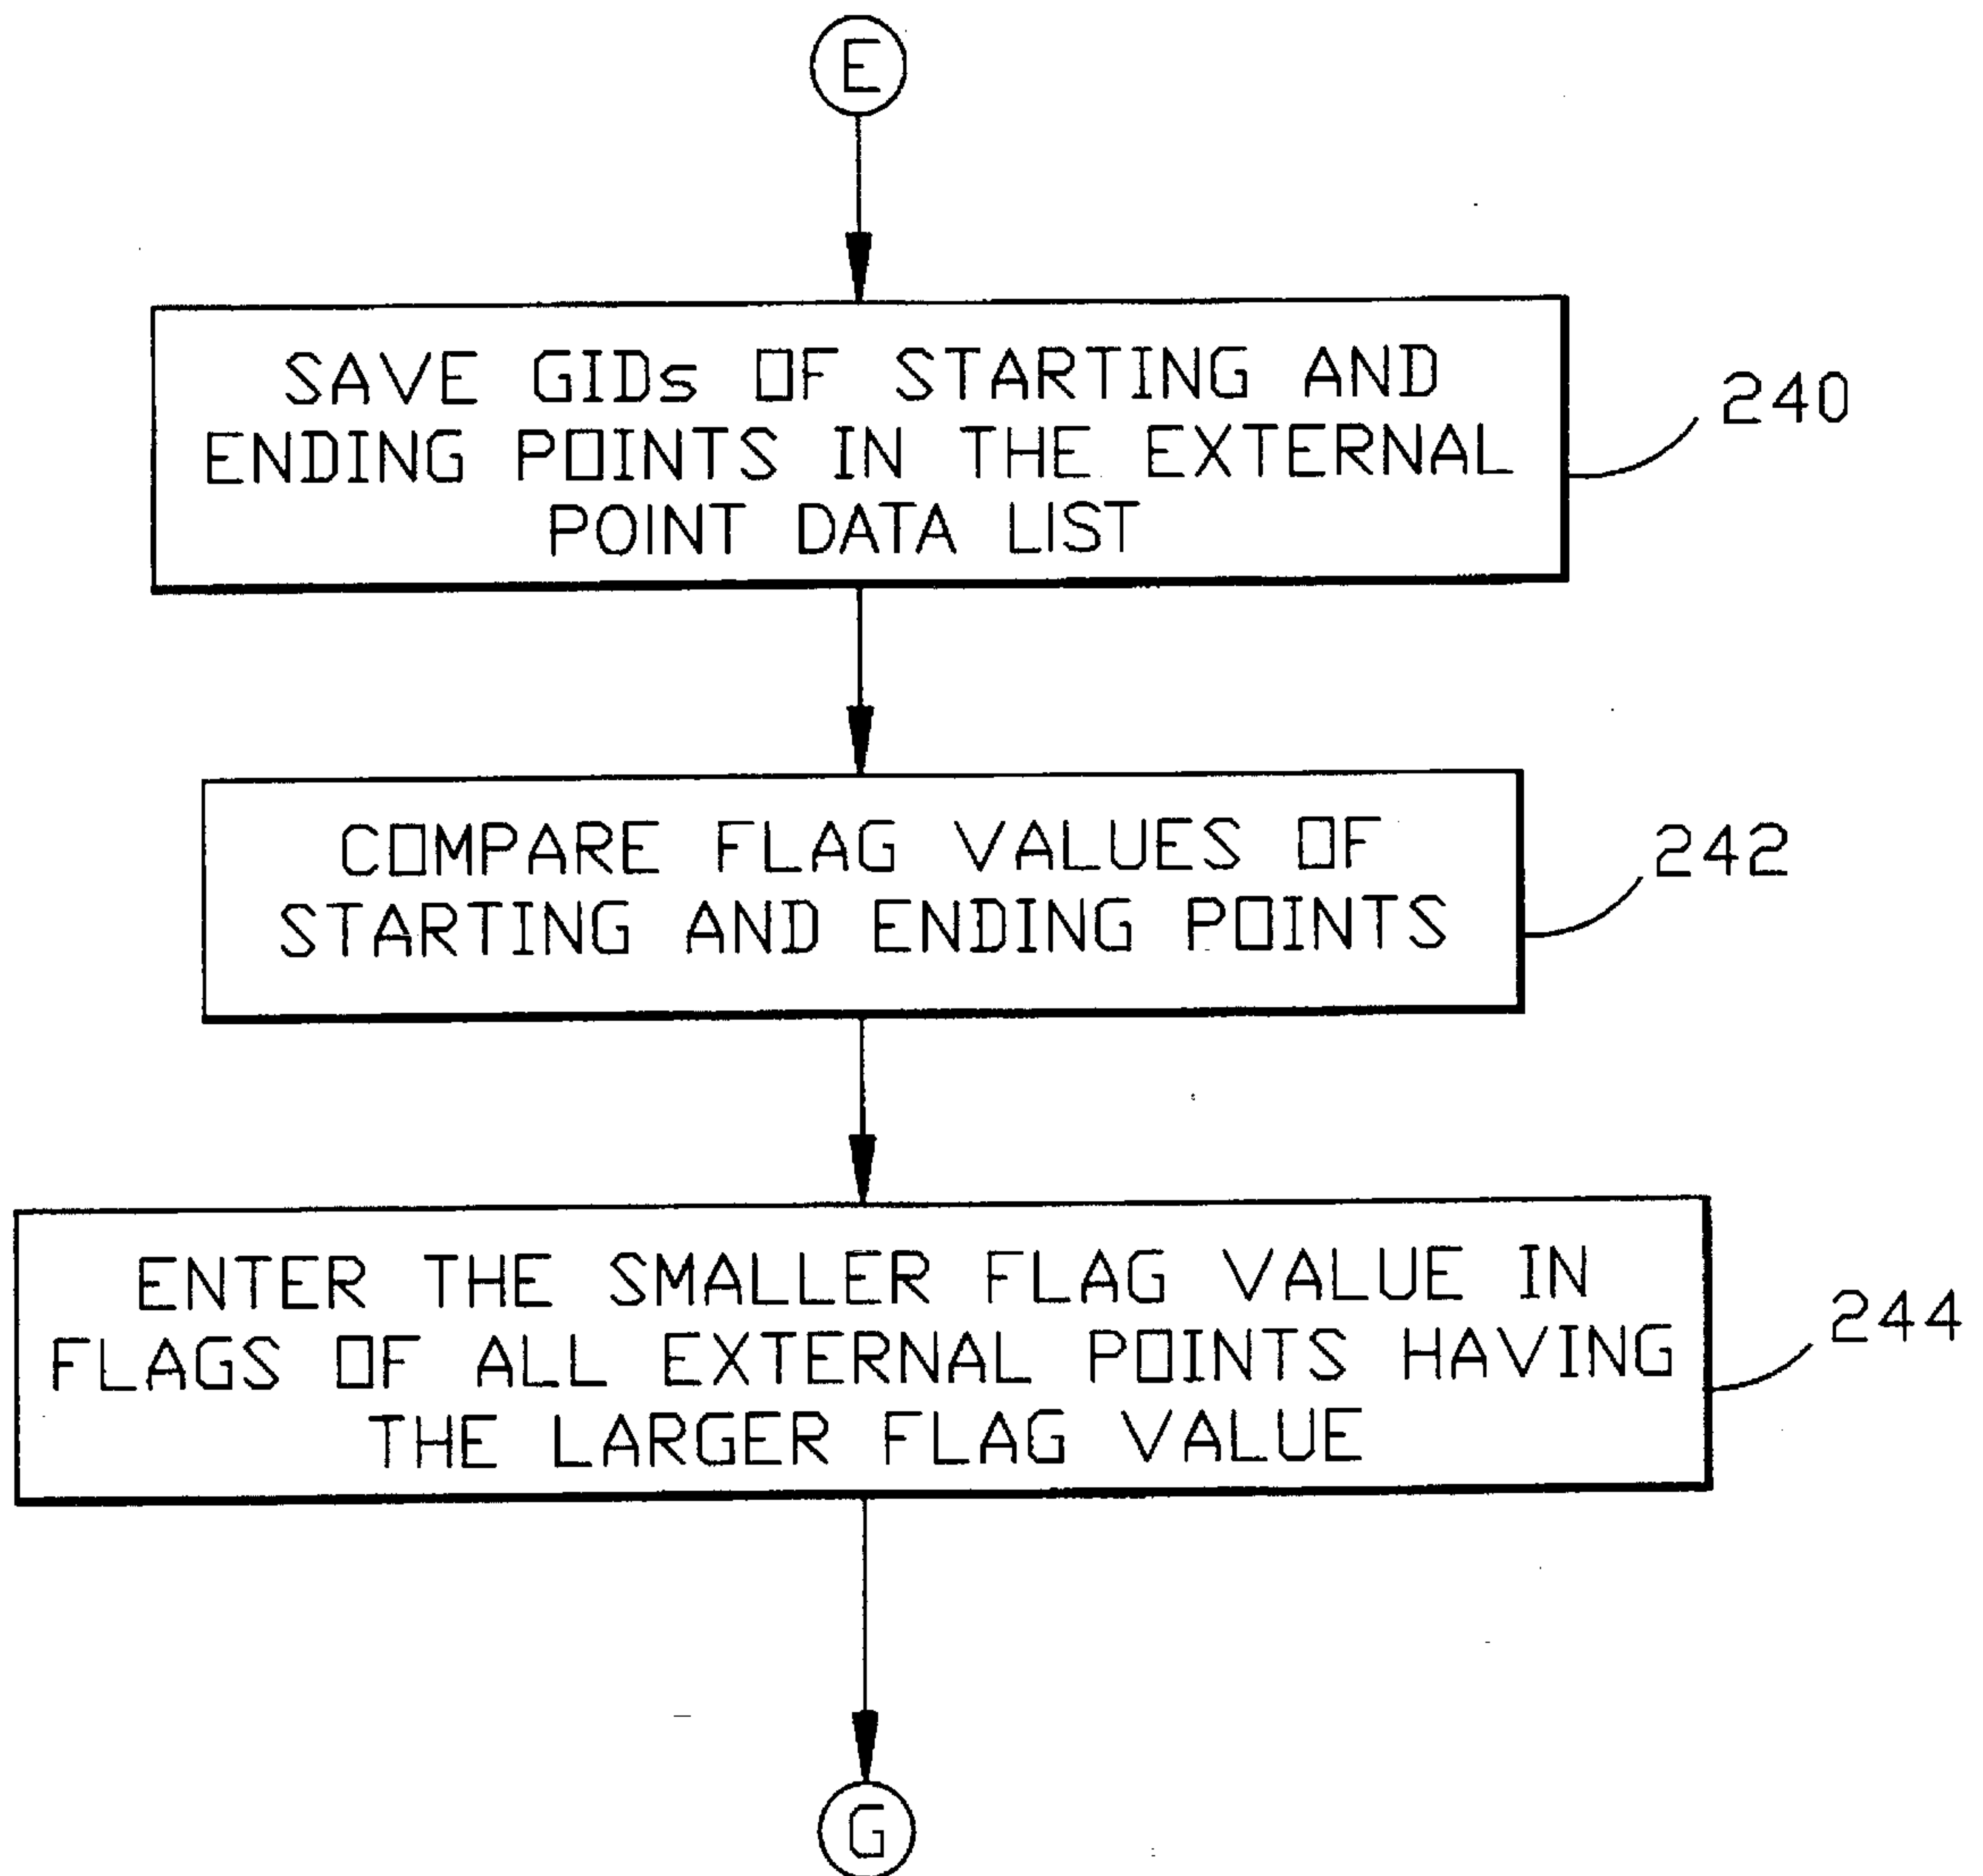 E
SAVE GIDs OF STARTING AND
ENDING POINTS IN THE EXTERNAL
POINT DATA LIST
240
COMPARE FLAG VALUES OF
STARTING AND ENDING POINTS
242
ENTER THE SMALLER FLAG VALUE IN
FLAGS OF ALL EXTERNAL POINTS HAVING
THE LARGER FLAG VALUE
244
G